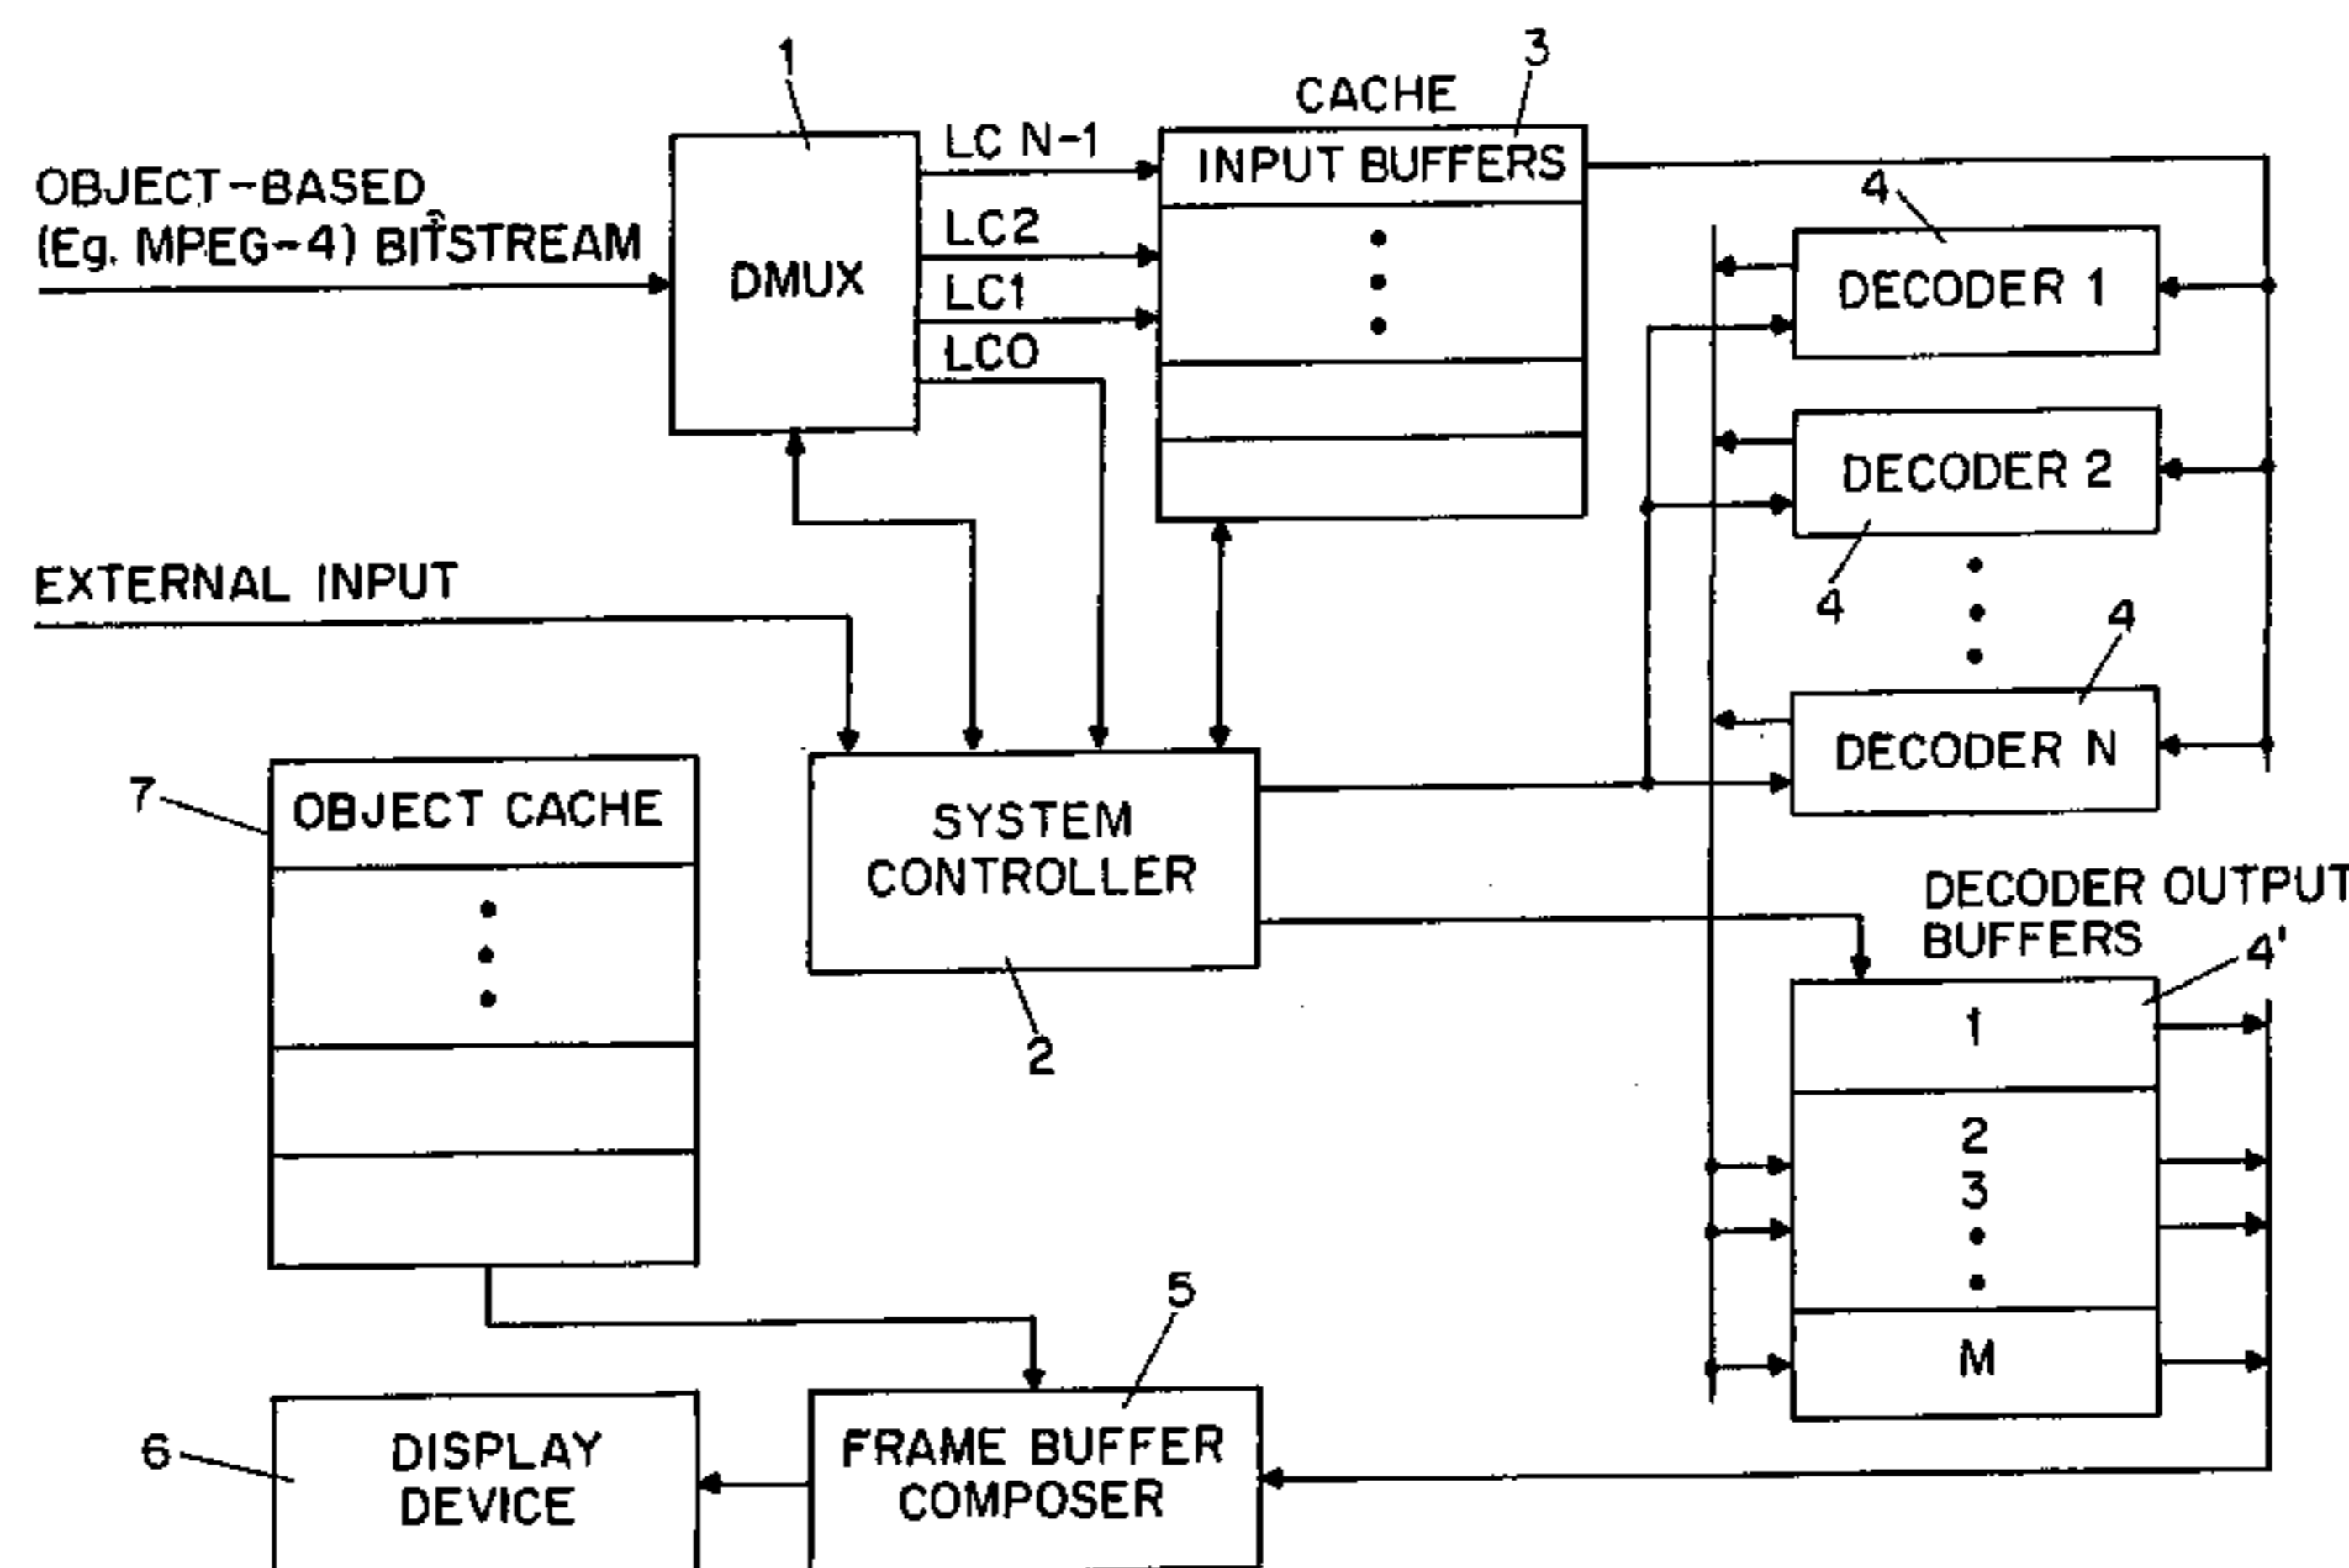 1
3
CACHE
LC N-1
INPUT BUFFERS
OBJECT-BASED
(Eg. MPEG-4) BITSTREAM
LC2
DMUX
LC1
LC0
4
DECODER 1
DECODER 2
4
EXTERNAL INPUT
4
DECODER N
7
OBJECT CACHE
SYSTEM
CONTROLLER
2
DECODER OUTPUT
BUFFERS
4'
1
2
3
M
5
6
DISPLAY
DEVICE
FRAME BUFFER
COMPOSER